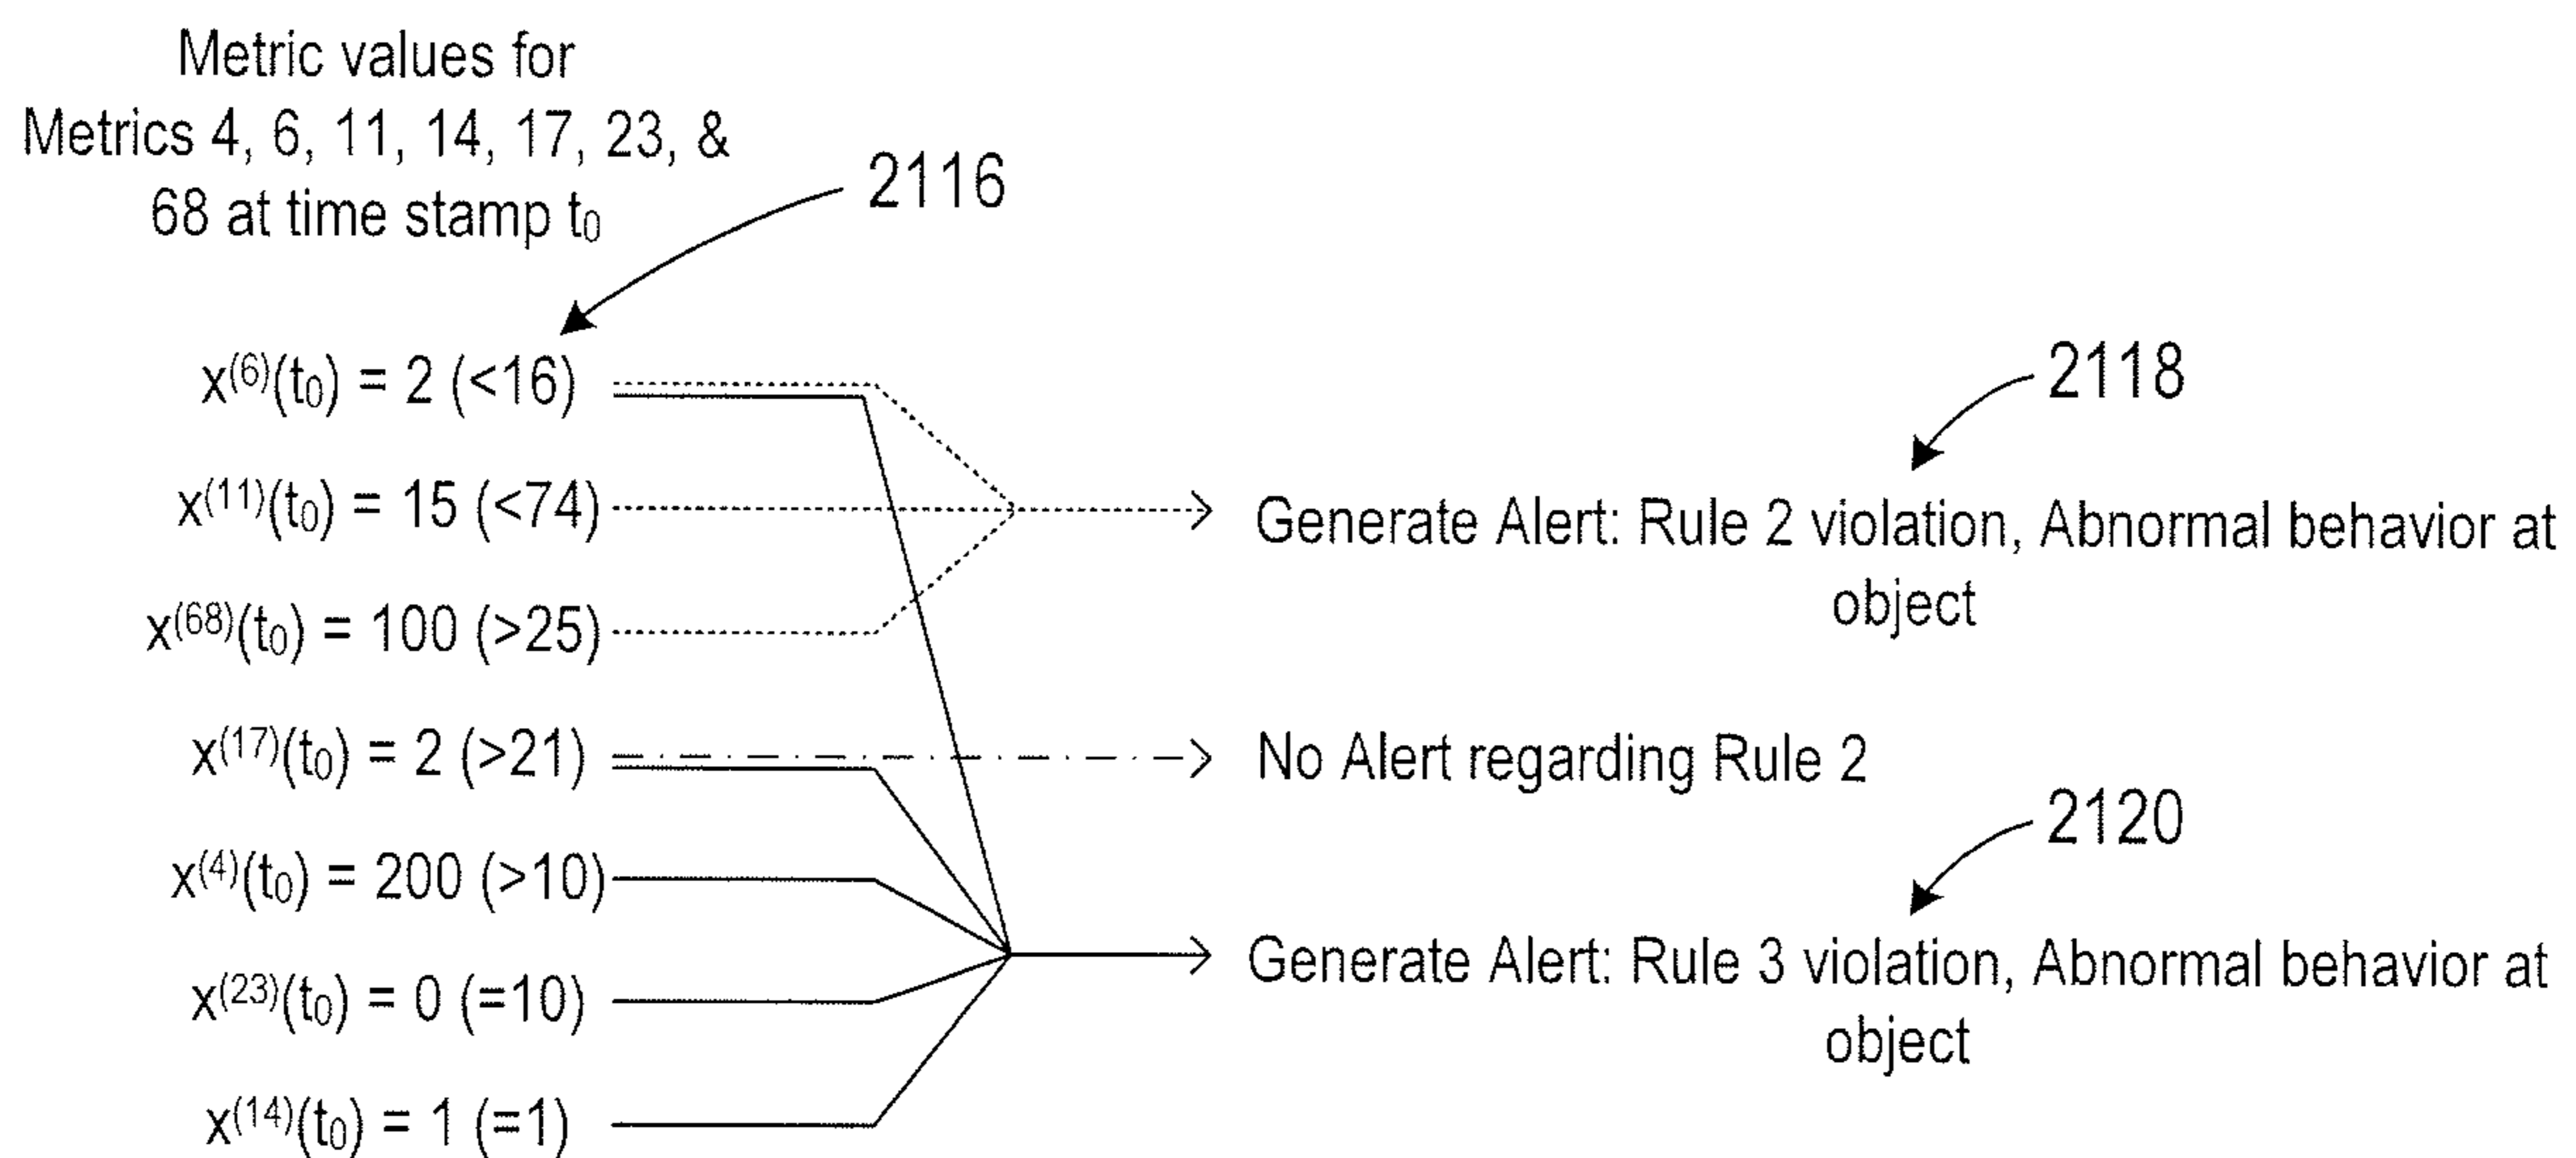 Metric values for
Metrics 4, 6, 11, 14, 17, 23, &
68 at time stamp t₀
2116
x⁽⁶⁾(t₀) = 2 (<16)
2118
x⁽¹¹⁾(t₀) = 15 (<74)
Generate Alert: Rule 2 violation, Abnormal behavior at
object
x⁽⁶⁸⁾(t₀) = 100 (>25)
x⁽¹⁷⁾(t₀) = 2 (>21)
No Alert regarding Rule 2
2120
x⁽⁴⁾(t₀) = 200 (>10)
Generate Alert: Rule 3 violation, Abnormal behavior at
object
x⁽²³⁾(t₀) = 0 (=10)
x⁽¹⁴⁾(t₀) = 1 (=1)